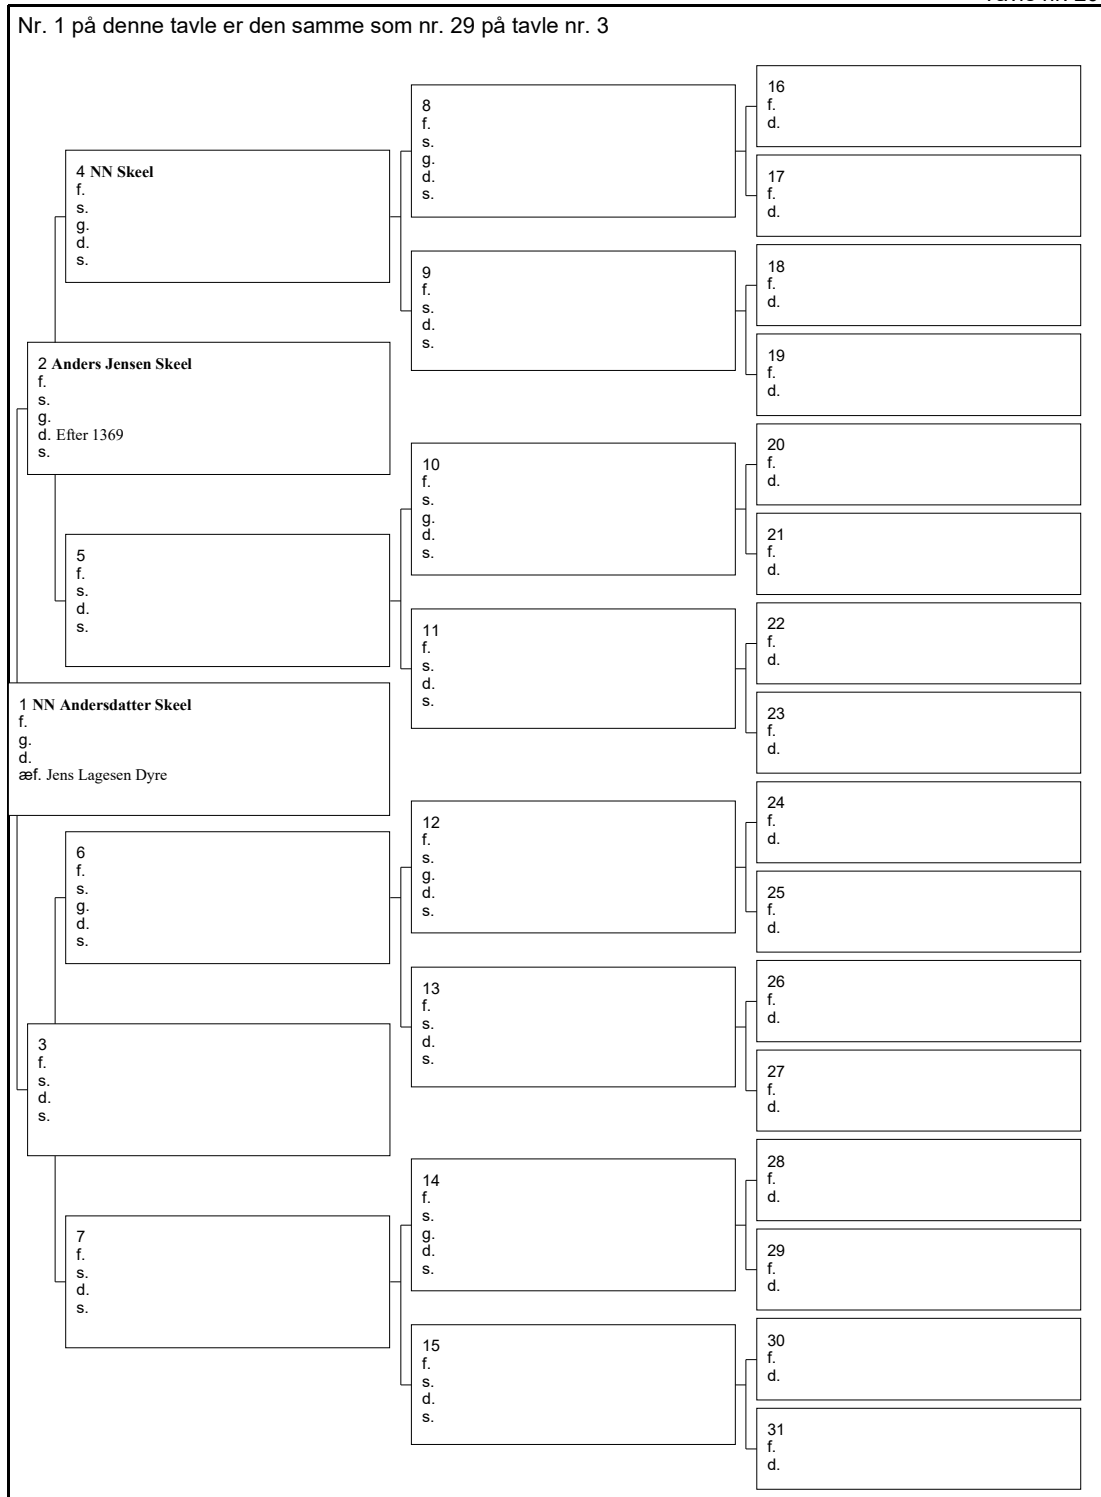 Nr. 1 på denne tavle er den samme som nr. 29 på tavle nr. 3
4 NN Skeel
f.
s.
g.
d.
s.
2 Anders Jensen Skeel
f.
s.
g.
d. Efter 1369
s.
5
f.
s.
d.
s.
1 NN Andersdatter Skeel
f.
g.
d.
æf. Jens Lagesen Dyre
6
f.
s.
g.
d.
s.
3
f.
s.
d.
s.
7
f.
s.
d.
s.
8
f.
s.
g.
d.
s.
9
f.
s.
d.
s.
10
f.
s.
g.
d.
s.
11
f.
s.
d.
s.
12
f.
s.
g.
d.
s.
13
f.
s.
d.
s.
14
f.
s.
g.
d.
s.
15
f.
s.
d.
s.
16
f.
d.
17
f.
d.
18
f.
d.
19
f.
d.
20
f.
d.
21
f.
d.
22
f.
d.
23
f.
d.
24
f.
d.
25
f.
d.
26
f.
d.
27
f.
d.
28
f.
d.
29
f.
d.
30
f.
d.
31
f.
d.